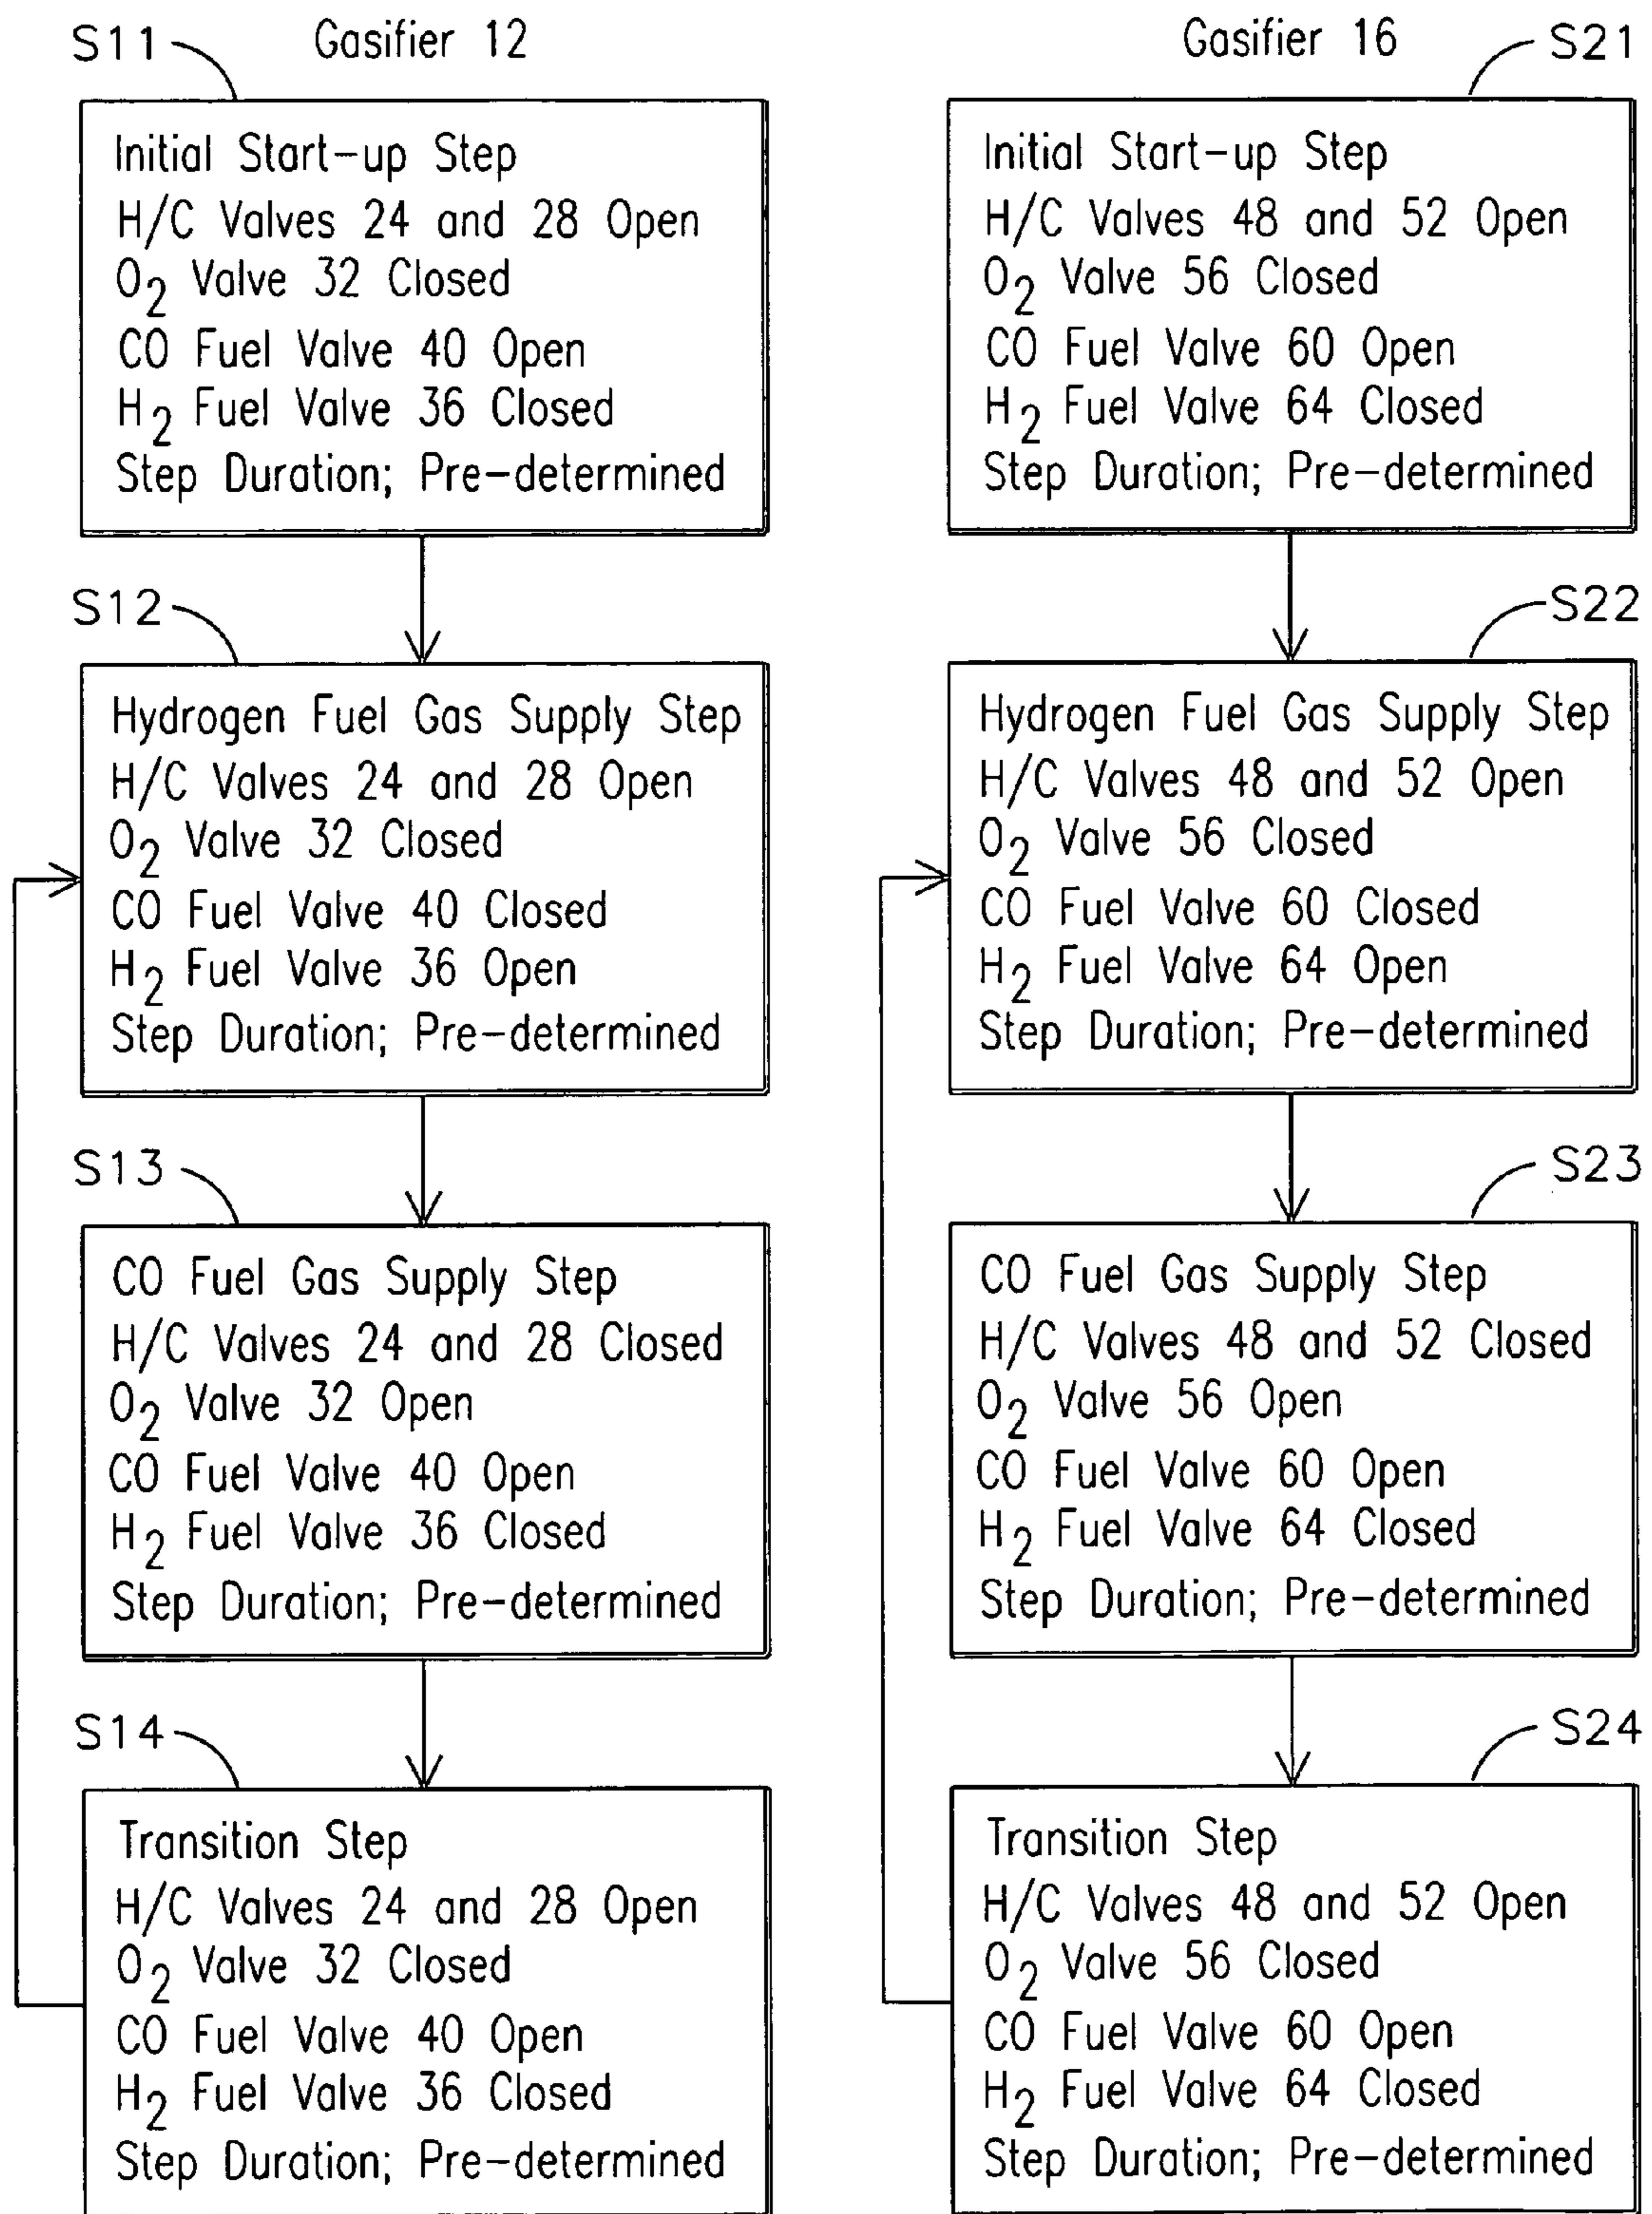 S11
Gasifier 12
Initial Start-up Step
H/C Valves 24 and 28 Open
O2 Valve 32 Closed
CO Fuel Valve 40 Open
H2 Fuel Valve 36 Closed
Step Duration; Pre-determined
S12
Hydrogen Fuel Gas Supply Step
H/C Valves 24 and 28 Open
O2 Valve 32 Closed
CO Fuel Valve 40 Closed
H2 Fuel Valve 36 Open
Step Duration; Pre-determined
S13
CO Fuel Gas Supply Step
H/C Valves 24 and 28 Closed
O2 Valve 32 Open
CO Fuel Valve 40 Open
H2 Fuel Valve 36 Closed
Step Duration; Pre-determined
S14
Transition Step
H/C Valves 24 and 28 Open
O2 Valve 32 Closed
CO Fuel Valve 40 Open
H2 Fuel Valve 36 Closed
Step Duration; Pre-determined
Gasifier 16
S21
Initial Start-up Step
H/C Valves 48 and 52 Open
O2 Valve 56 Closed
CO Fuel Valve 60 Open
H2 Fuel Valve 64 Closed
Step Duration; Pre-determined
S22
Hydrogen Fuel Gas Supply Step
H/C Valves 48 and 52 Open
O2 Valve 56 Closed
CO Fuel Valve 60 Closed
H2 Fuel Valve 64 Open
Step Duration; Pre-determined
S23
CO Fuel Gas Supply Step
H/C Valves 48 and 52 Closed
O2 Valve 56 Open
CO Fuel Valve 60 Open
H2 Fuel Valve 64 Closed
Step Duration; Pre-determined
S24
Transition Step
H/C Valves 48 and 52 Open
O2 Valve 56 Closed
CO Fuel Valve 60 Open
H2 Fuel Valve 64 Closed
Step Duration; Pre-determined